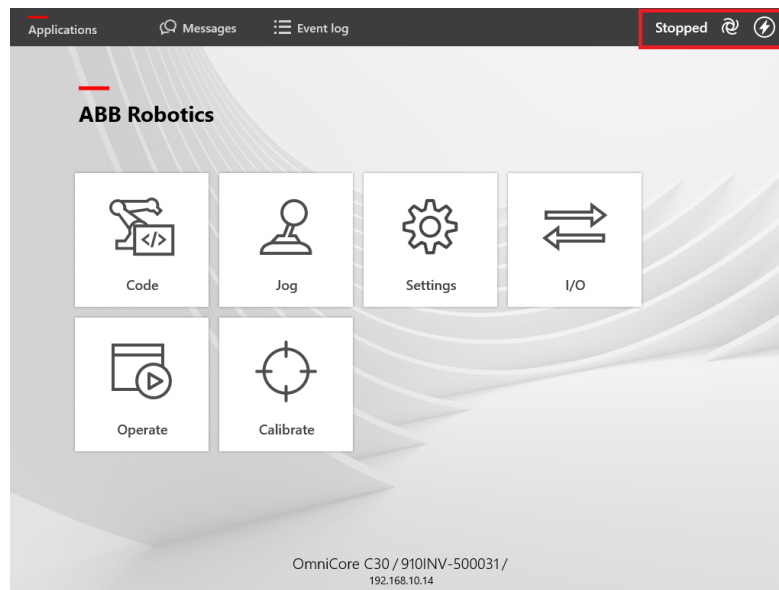 Applications Messages Event log Stopped
ABB Robotics
</>
Code Jog Settings I/O
Operate Calibrate
OmniCore C30 / 910INV-500031/
192.168.10.14